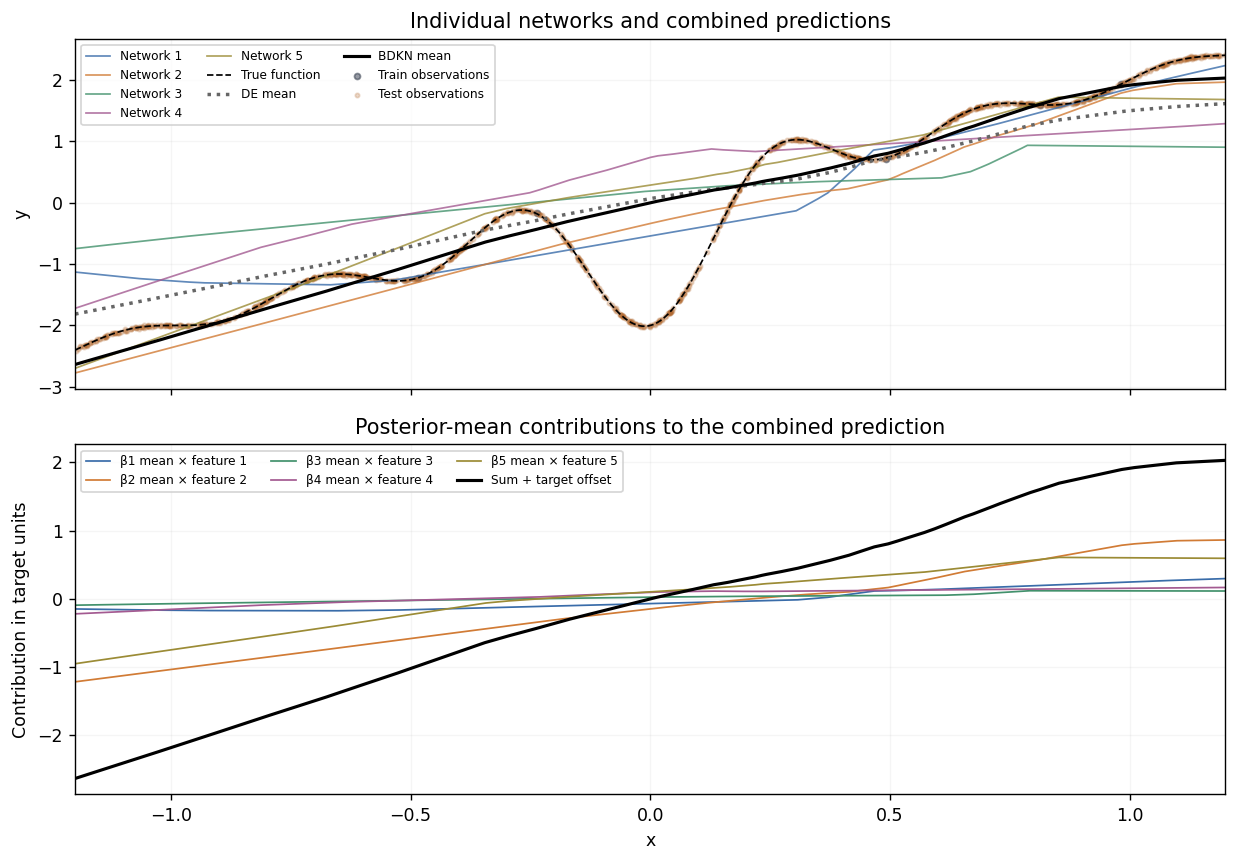 Individual networks and combined predictions
Network 1
Network 2
Network 3
Network 4
Network 5
True function
DE mean
BDKN mean
Train observations
Test observations
2
1
0
−1
−2
−3
y
Posterior-mean contributions to the combined prediction
β1 mean × feature 1
β2 mean × feature 2
β3 mean × feature 3
β4 mean × feature 4
β5 mean × feature 5
Sum + target offset
2
1
0
−1
−2
Contribution in target units
−1.0
−0.5
0.0
0.5
1.0
x